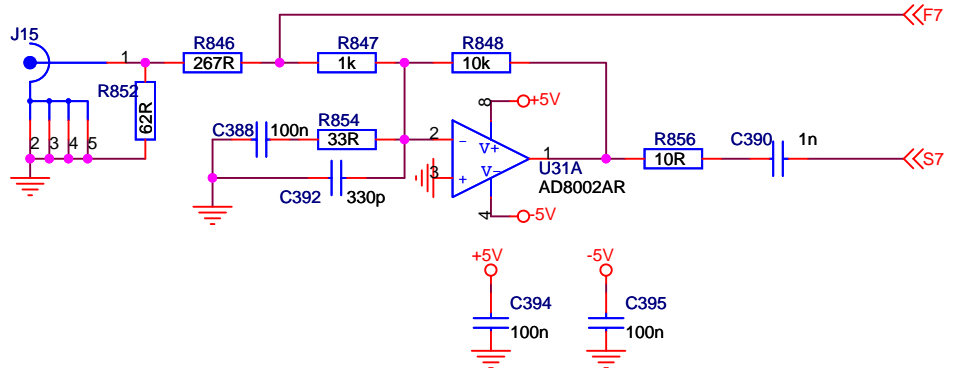 F7
J15
1
R846
267R
R847
1k
R848
10k
R852
62R
2
3
4
5
C388
100n
R854
33R
C392
330p
8
+5V
2
-
V+
3
+
V-
1
U31A
AD8002AR
4
-5V
R856
10R
C390
1n
S7
+5V
C394
100n
-5V
C395
100n